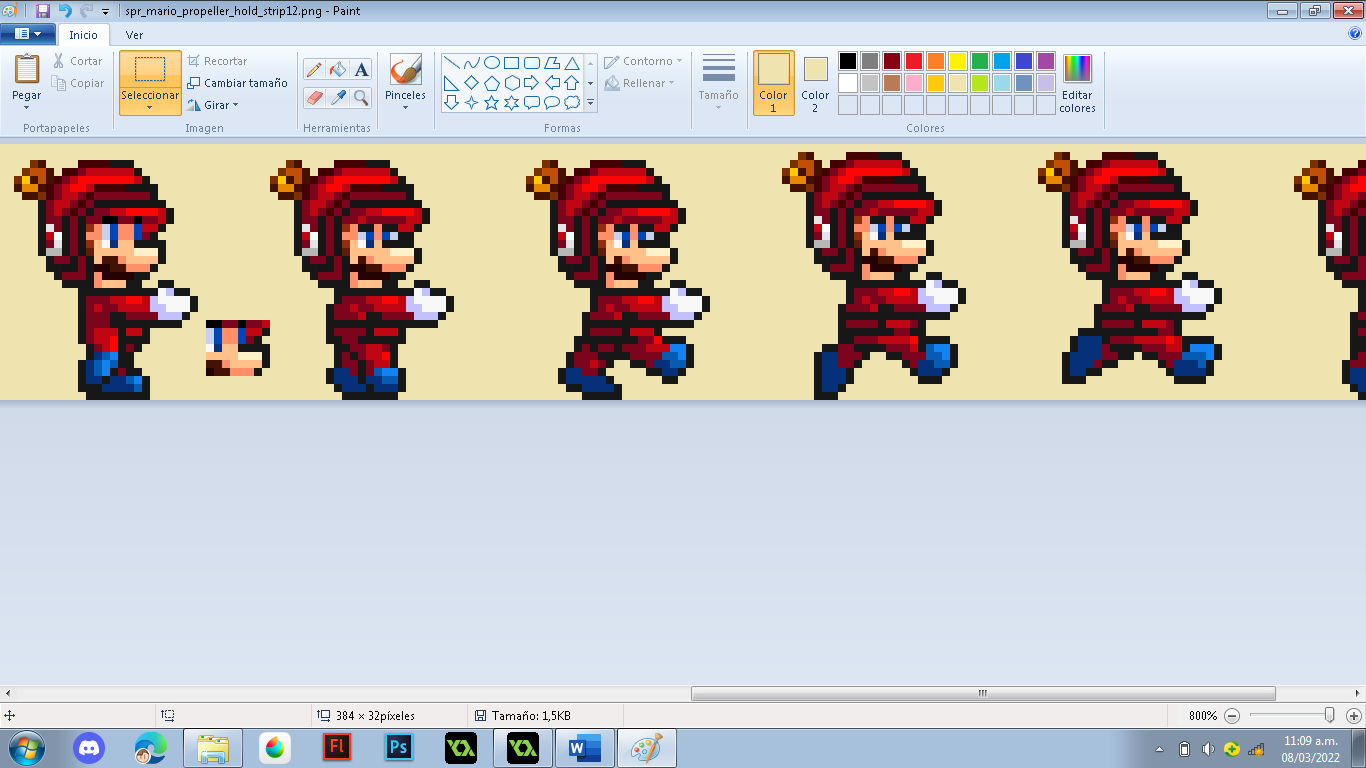 spr_mario_propeller_hold_strip12.png - Paint
Inicio
Ver
Pegar
Cortar
Copiar
Portapapeles
Seleccionar
Recortar
Cambiar tamaño
Girar
Imagen
A
Herramientas
Pinceles
Contorno
Rellenar
Formas
Tamaño
Color 1
Color 2
Editar colores
Colores
384 × 32píxeles
Tamaño: 1,5KB
800%
Fl
Ps
W
11:09 a.m.
08/03/2022